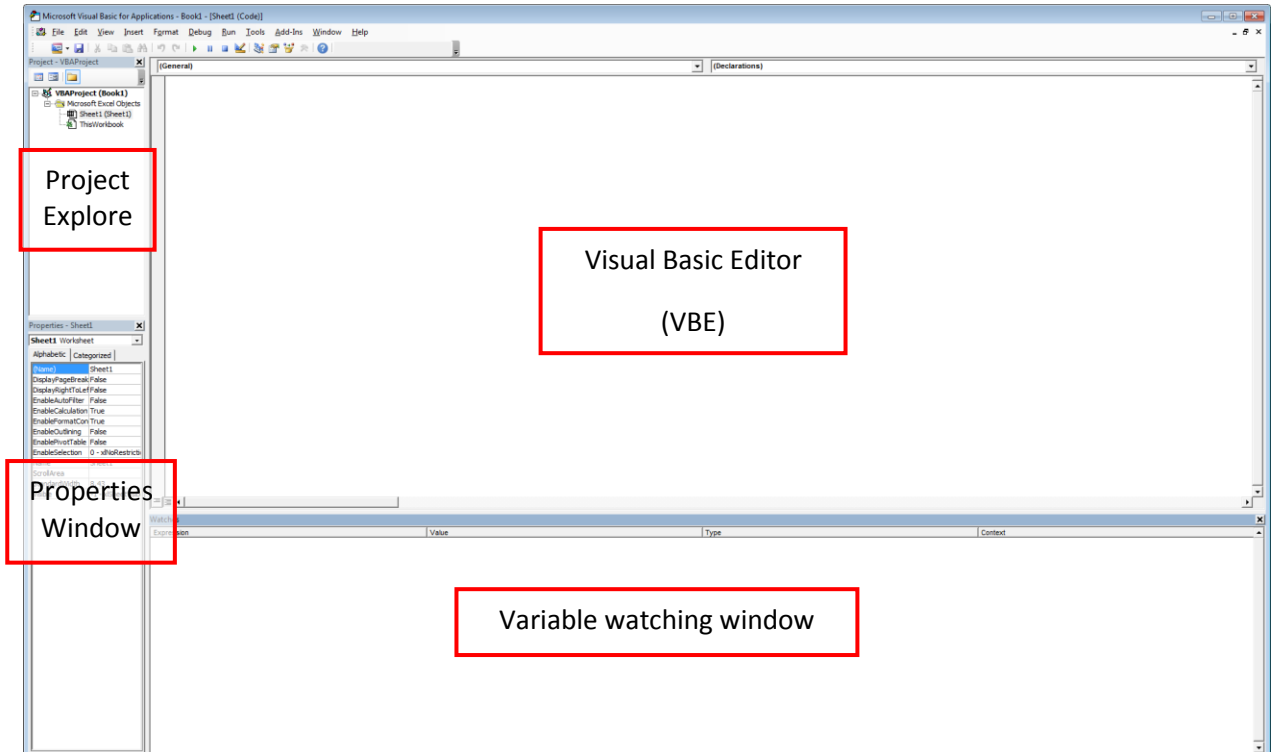 Microsoft Visual Basic for Applications - Book1 - [Sheet1 (Code)]
File Edit View Insert Format Debug Run Tools Add-Ins Window Help
Project - VBAProject
(General) (Declarations)
VBAProject (Book1)
Microsoft Excel Objects
Sheet1 (Sheet1)
ThisWorkbook
Project
Explore
Visual Basic Editor
(VBE)
Properties - Sheet1
Sheet1 Worksheet
Alphabetic Categorized
(Name) Sheet1
DisplayPageBreak False
DisplayRightToLef False
EnableAutoFilter False
EnableCalculation True
EnableFormatCon True
EnableOutlining False
EnablePivotTable False
EnableSelection 0 - xlNoRestricti
ScrollArea
Properties
Window
Watches
Expression Value Type Context
Variable watching window